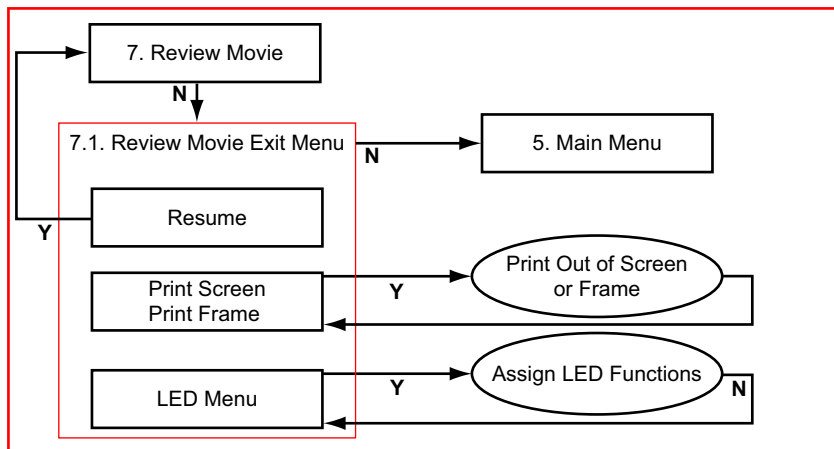 7. Review Movie
N
7.1. Review Movie Exit Menu
N
5. Main Menu
Resume
Y
Print Screen
Print Frame
Y
Print Out of Screen
or Frame
LED Menu
Y
Assign LED Functions
N